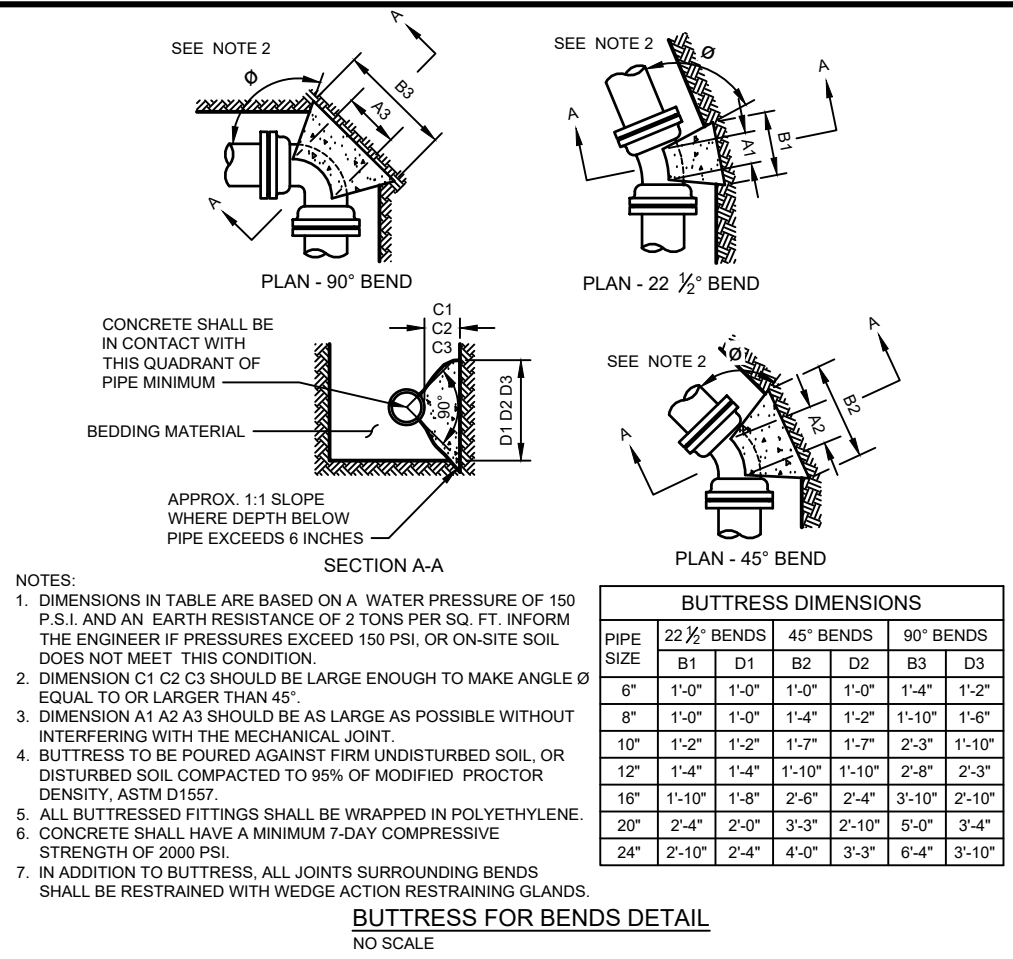 SEE NOTE 2
Ø
A
A
B3
A3
PLAN - 90° BEND
SEE NOTE 2
Ø
A
A
B1
A1
PLAN - 22 ½° BEND
CONCRETE SHALL BE
IN CONTACT WITH
THIS QUADRANT OF
PIPE MINIMUM
BEDDING MATERIAL
C1
C2
C3
90°
D1 D2 D3
APPROX. 1:1 SLOPE
WHERE DEPTH BELOW
PIPE EXCEEDS 6 INCHES
SECTION A-A
SEE NOTE 2
Ø
A
A
B2
A2
PLAN - 45° BEND
NOTES:
1. DIMENSIONS IN TABLE ARE BASED ON A WATER PRESSURE OF 150
P.S.I. AND AN EARTH RESISTANCE OF 2 TONS PER SQ. FT. INFORM
THE ENGINEER IF PRESSURES EXCEED 150 PSI, OR ON-SITE SOIL
DOES NOT MEET THIS CONDITION.
2. DIMENSION C1 C2 C3 SHOULD BE LARGE ENOUGH TO MAKE ANGLE Ø
EQUAL TO OR LARGER THAN 45°.
3. DIMENSION A1 A2 A3 SHOULD BE AS LARGE AS POSSIBLE WITHOUT
INTERFERING WITH THE MECHANICAL JOINT.
4. BUTTRESS TO BE POURED AGAINST FIRM UNDISTURBED SOIL, OR
DISTURBED SOIL COMPACTED TO 95% OF MODIFIED PROCTOR
DENSITY, ASTM D1557.
5. ALL BUTTRESSED FITTINGS SHALL BE WRAPPED IN POLYETHYLENE.
6. CONCRETE SHALL HAVE A MINIMUM 7-DAY COMPRESSIVE
STRENGTH OF 2000 PSI.
7. IN ADDITION TO BUTTRESS, ALL JOINTS SURROUNDING BENDS
SHALL BE RESTRAINED WITH WEDGE ACTION RESTRAINING GLANDS.
BUTTRESS DIMENSIONS
PIPE SIZE 22 ½° BENDS 45° BENDS 90° BENDS
B1 D1 B2 D2 B3 D3
6" 1'-0" 1'-0" 1'-0" 1'-0" 1'-4" 1'-2"
8" 1'-0" 1'-0" 1'-4" 1'-2" 1'-10" 1'-6"
10" 1'-2" 1'-2" 1'-7" 1'-7" 2'-3" 1'-10"
12" 1'-4" 1'-4" 1'-10" 1'-10" 2'-8" 2'-3"
16" 1'-10" 1'-8" 2'-6" 2'-4" 3'-10" 2'-10"
20" 2'-4" 2'-0" 3'-3" 2'-10" 5'-0" 3'-4"
24" 2'-10" 2'-4" 4'-0" 3'-3" 6'-4" 3'-10"
BUTTRESS FOR BENDS DETAIL
NO SCALE